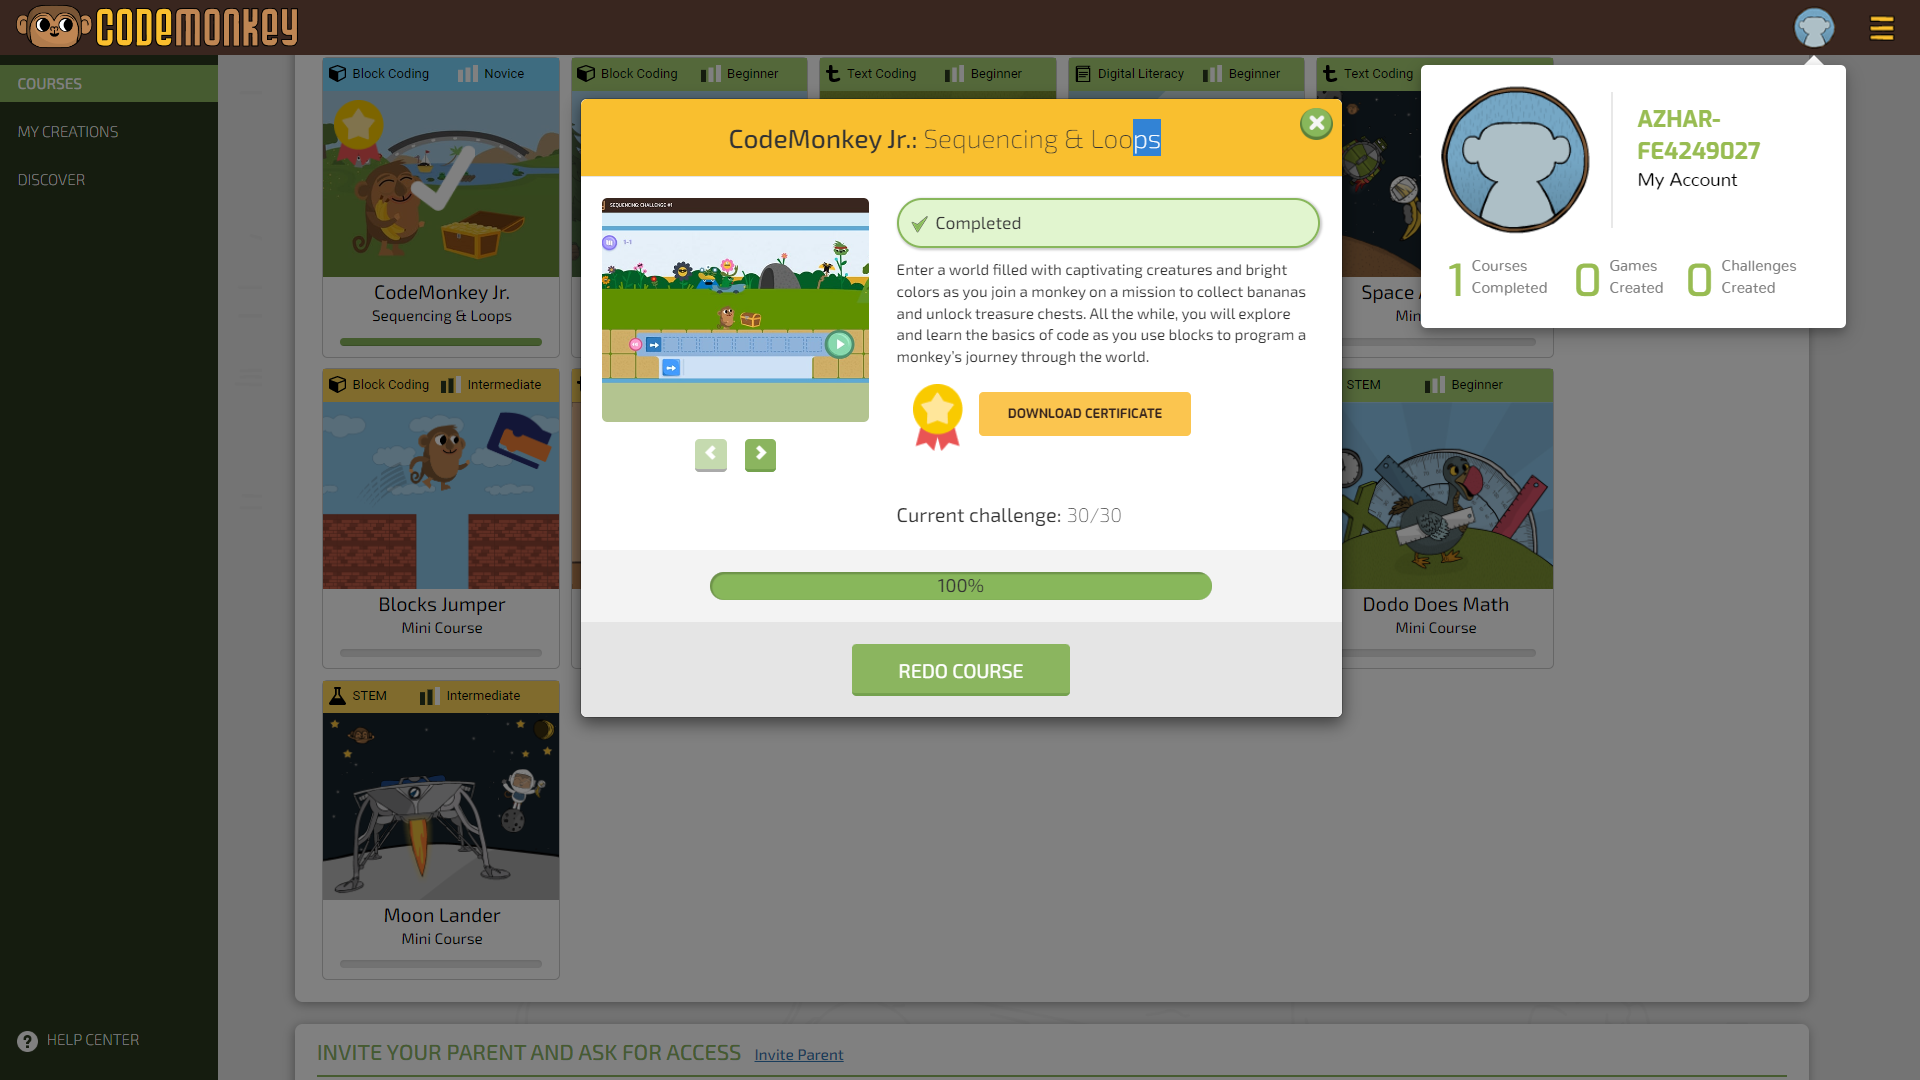 CODEMONKEY
COURSES
MY CREATIONS
DISCOVER
HELP CENTER
Block Coding Novice
CodeMonkey Jr.
Sequencing & Loops
Block Coding Beginner
Text Coding Beginner
Digital Literacy Beginner
Text Coding
Space
Min
Block Coding Intermediate
Blocks Jumper
Mini Course
STEM Beginner
Dodo Does Math
Mini Course
STEM Intermediate
Moon Lander
Mini Course
CodeMonkey Jr.: Sequencing & Loops
SEQUENCING: CHALLENGE #1
1-1
Completed
Enter a world filled with captivating creatures and bright
colors as you join a monkey on a mission to collect bananas
and unlock treasure chests. All the while, you will explore
and learn the basics of code as you use blocks to program a
monkey's journey through the world.
DOWNLOAD CERTIFICATE
Current challenge: 30/30
100%
REDO COURSE
AZHAR-
FE4249027
My Account
1 Courses Completed
0 Games Created
0 Challenges Created
INVITE YOUR PARENT AND ASK FOR ACCESS Invite Parent